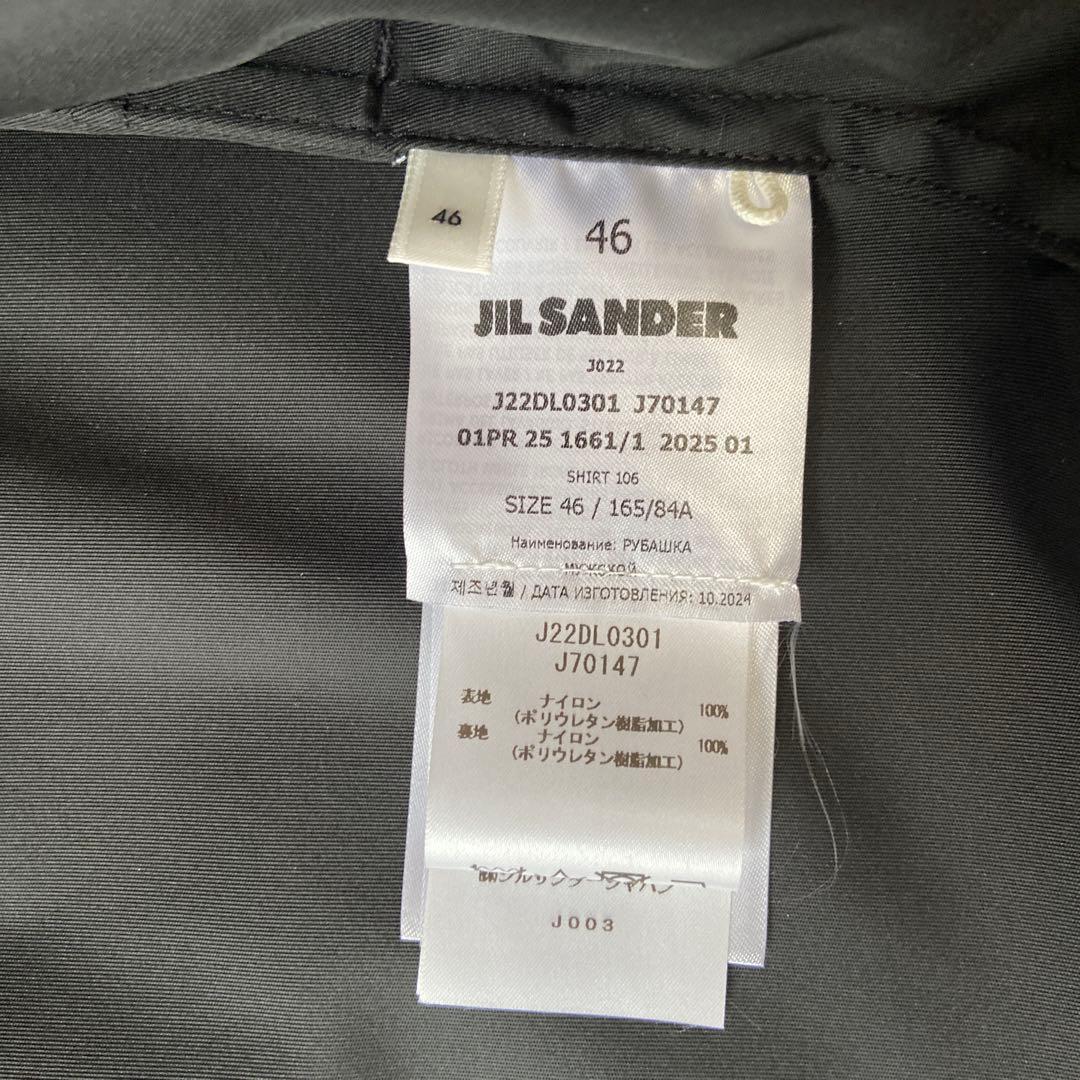 46
46
JIL SANDER
J022
J22DL0301 J70147
01PR 25 1661/1 2025 01
SHIRT 106
SIZE 46 / 165/84A
Наименование: РУБАШКА
МУЖСКОЙ
제조년월 / ДАТА ИЗГОТОВЛЕНИЯ: 10.2024
J22DL0301
J70147
表地 ナイロン 100%
(ポリウレタン樹脂加工)
裏地 ナイロン 100%
(ポリウレタン樹脂加工)
J003